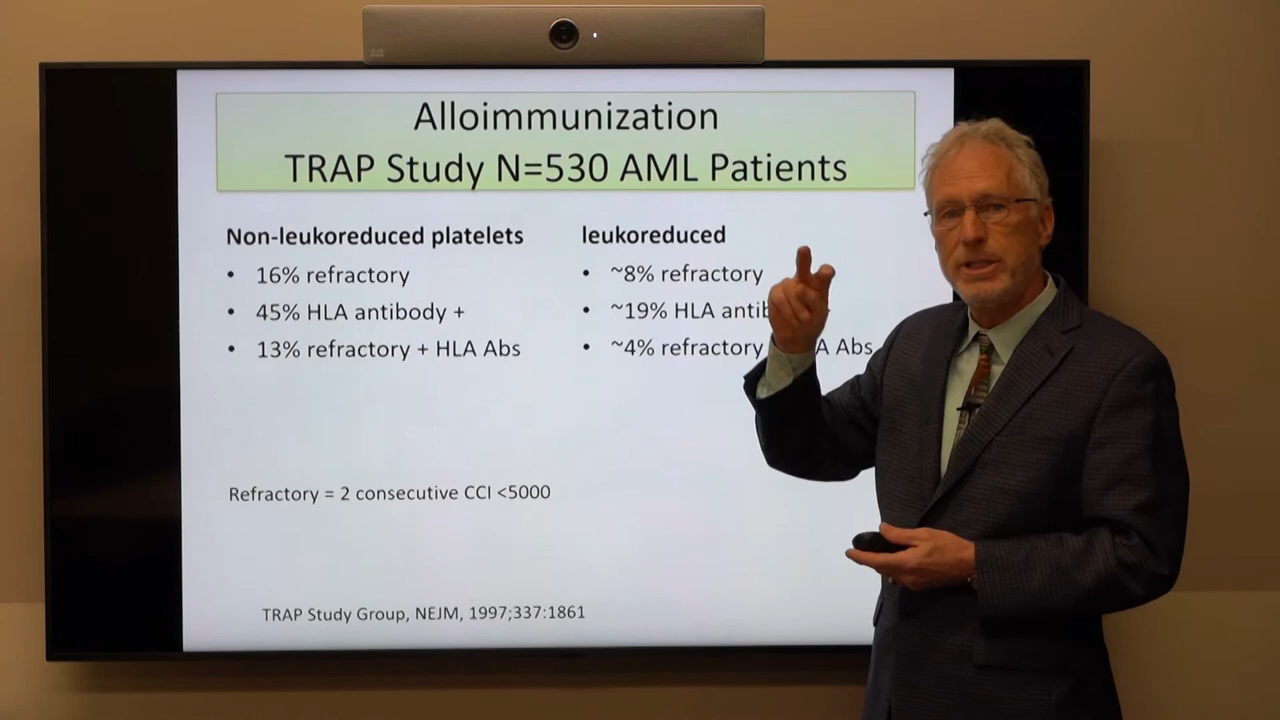 Alloimmunization
TRAP Study N=530 AML Patients
Non-leukoreduced platelets
• 16% refractory
• 45% HLA antibody +
• 13% refractory + HLA Abs
leukoreduced
• ~8% refractory
• ~19% HLA
• ~4% refractory Abs
Refractory = 2 consecutive CCI <5000
TRAP Study Group, NEJM, 1997;337:1861